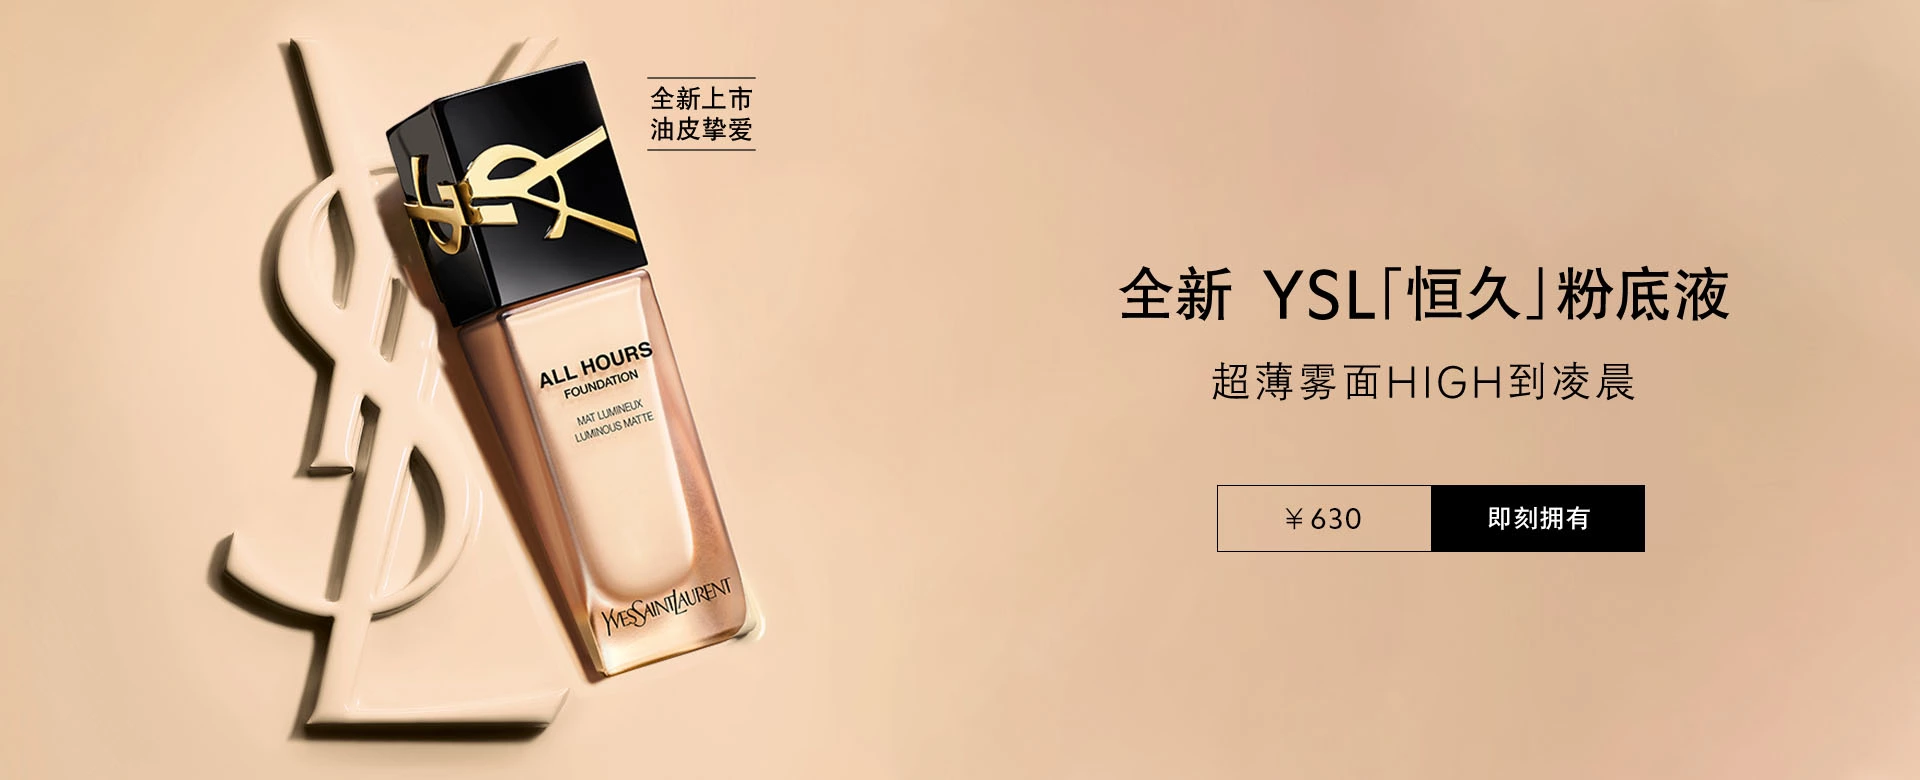 全新上市
油皮挚爱
YSL
ALL HOURS
FOUNDATION
MAT LUMINEUX
LUMINOUS MATTE
YVESSAINTLAURENT
全新 YSL「恒久」粉底液
超薄雾面HIGH到凌晨
￥630 即刻拥有